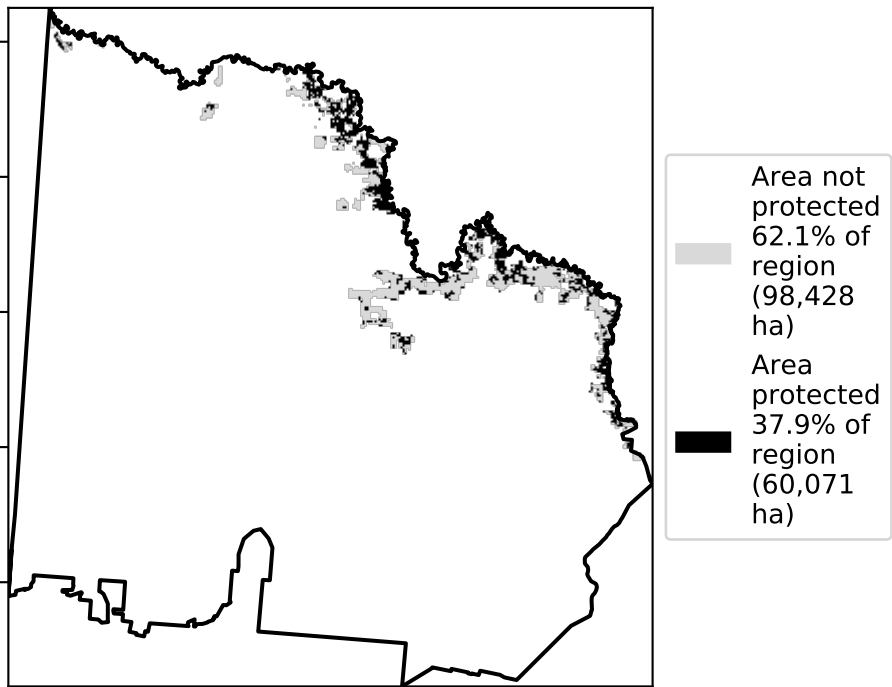 Area not
protected
62.1% of
region
(98,428
ha)
Area
protected
37.9% of
region
(60,071
ha)